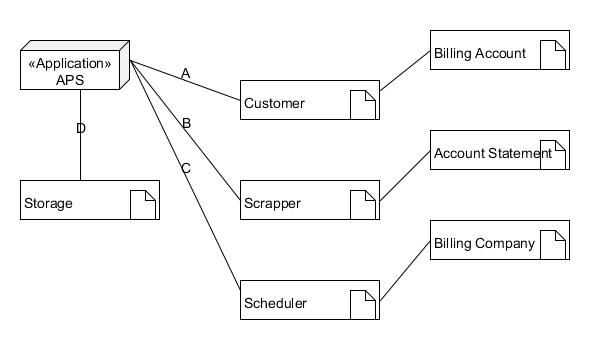 «Application»
APS
A
B
C
D
Customer
Billing Account
Scrapper
Account Statement
Storage
Scheduler
Billing Company